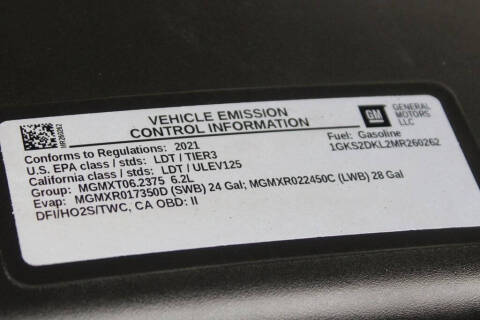 VEHICLE EMISSION
CONTROL INFORMATION
GM
GENERAL
MOTORS
LLC
MR260262
Conforms to Regulations: 2021
Fuel: Gasoline
U.S. EPA class / stds: LDT / TIER3
1GKS2DKL2MR260262
California class / stds: LDT / ULEV125
Group: MGMXT06.2375 6.2L
Evap: MGMXR017350D (SWB) 24 Gal; MGMXR022450C (LWB) 28 Gal
DFI/HO2S/TWC, CA OBD: II